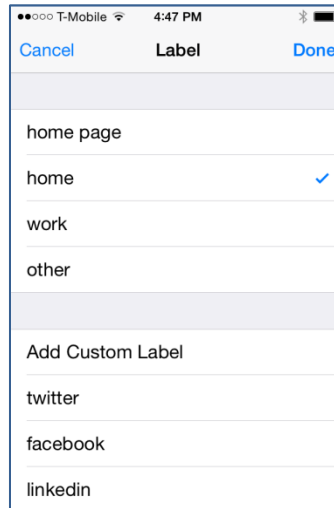 T-Mobile 4:47 PM
Cancel Label Done
home page
home
work
other
Add Custom Label
twitter
facebook
linkedin